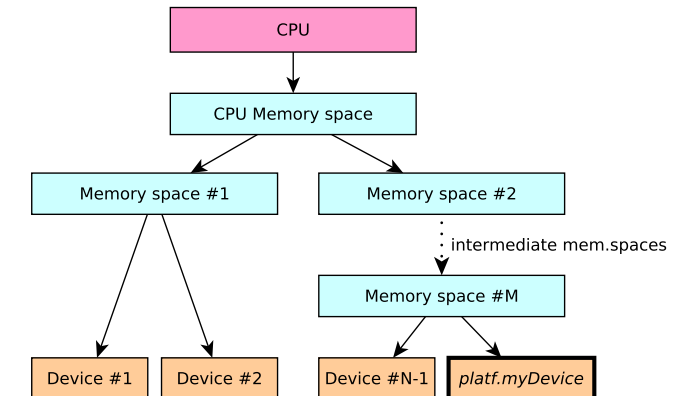 CPU
CPU Memory space
Memory space #1
Memory space #2
intermediate mem.spaces
Memory space #M
Device #1
Device #2
Device #N-1
platf.myDevice